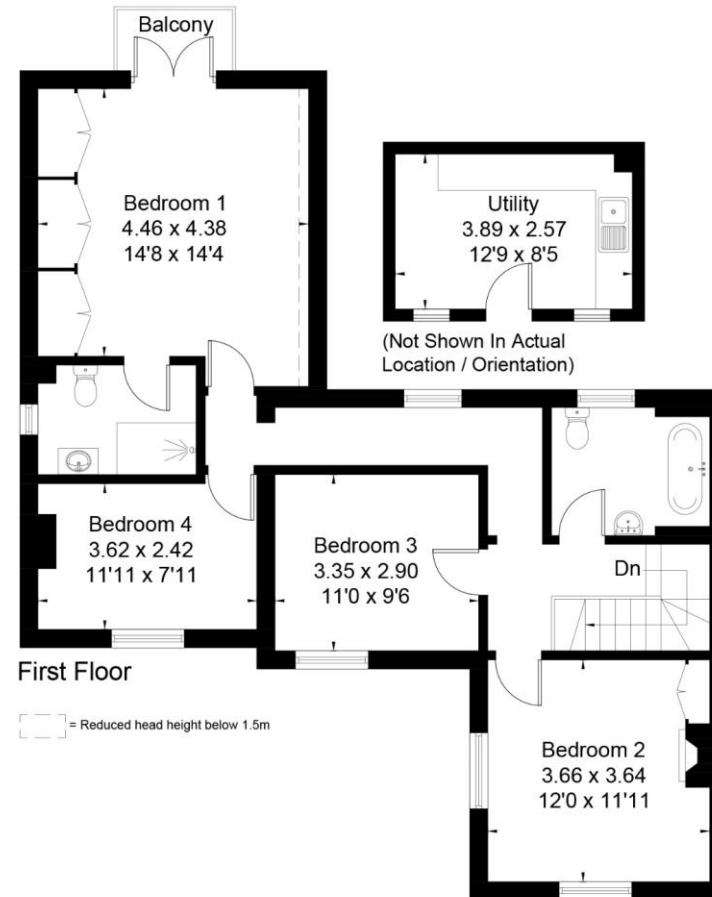 Balcony
Bedroom 1
4.46 x 4.38
14'8 x 14'4
Utility
3.89 x 2.57
12'9 x 8'5
(Not Shown In Actual
Location / Orientation)
Bedroom 4
3.62 x 2.42
11'11 x 7'11
Bedroom 3
3.35 x 2.90
11'0 x 9'6
Dn
First Floor
= Reduced head height below 1.5m
Bedroom 2
3.66 x 3.64
12'0 x 11'11